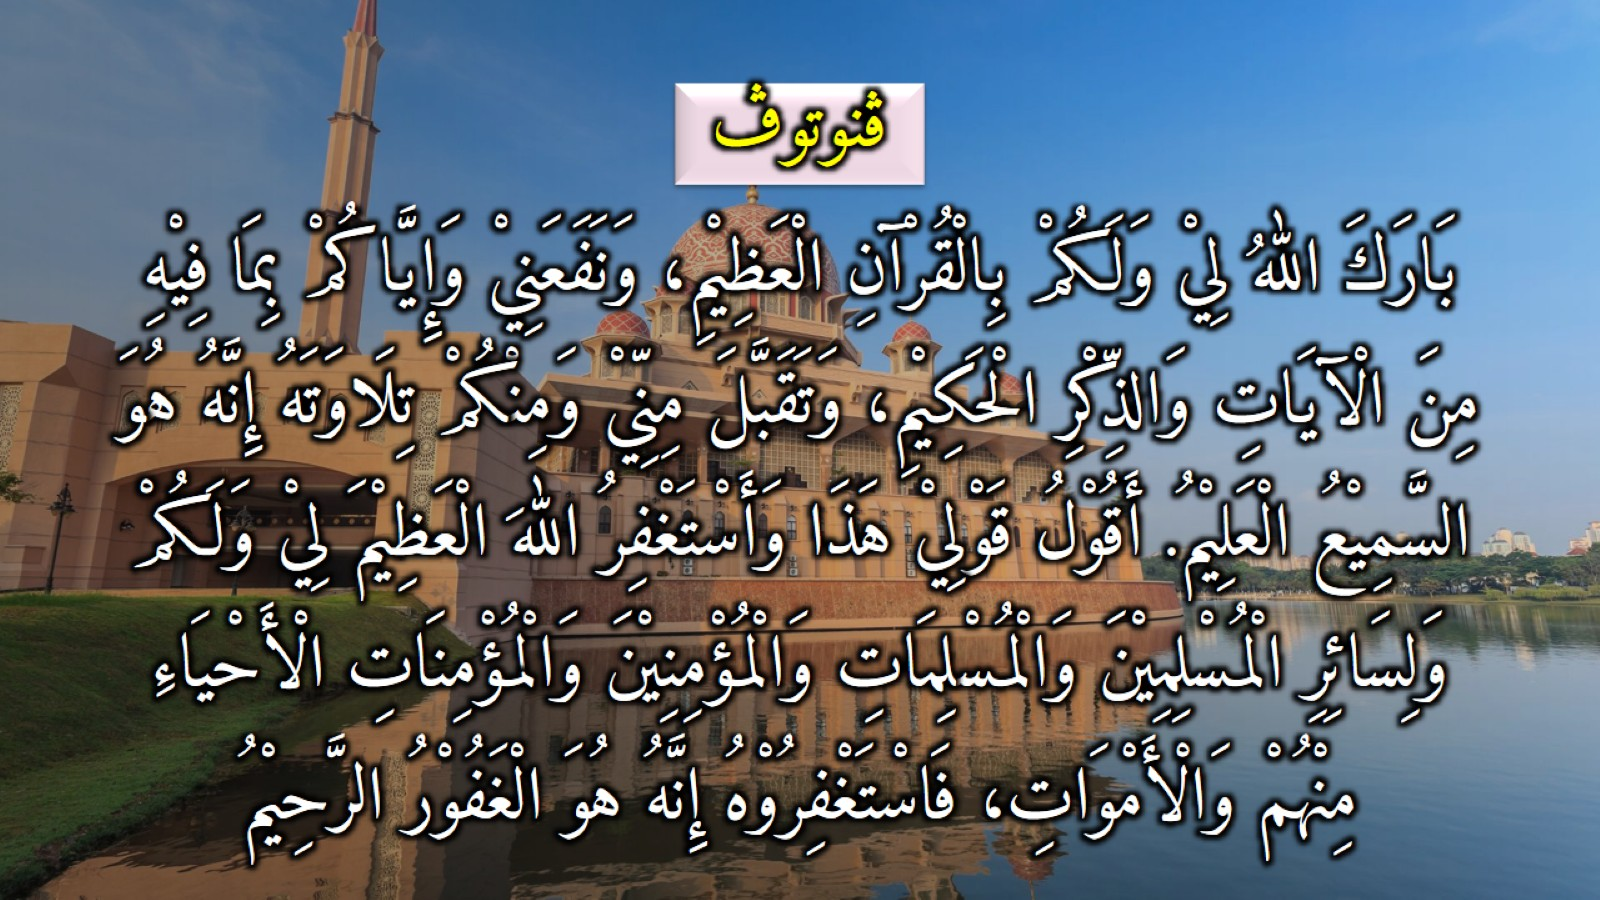 ڤنوتوڤ
بَارَكَ اللهُ لِيْ وَلَكُمْ بِالْقُرْآنِ الْعَظِيْمِ، وَنَفَعَنِيْ وَإِيَّاكُمْ بِمَا فِيْهِ
مِنَ الْآيَاتِ وَالذِّكْرِ الْحَكِيْمِ، وَتَقَبَّلَ مِنِّيْ وَمِنْكُمْ تِلَاوَتَهُ إِنَّهُ هُوَ
السَّمِيْعُ الْعَلِيْمُ. أَقُوْلُ قَوْلِيْ هَذَا وَأَسْتَغْفِرُ اللهَ الْعَظِيْمَ لِيْ وَلَكُمْ
وَلِسَائِرِ الْمُسْلِمِيْنَ وَالْمُسْلِمَاتِ وَالْمُؤْمِنِيْنَ وَالْمُؤْمِنَاتِ الْأَحْيَاءِ
مِنْهُمْ وَالْأَمْوَاتِ، فَاسْتَغْفِرُوْهُ إِنَّهُ هُوَ الْغَفُوْرُ الرَّحِيْمُ